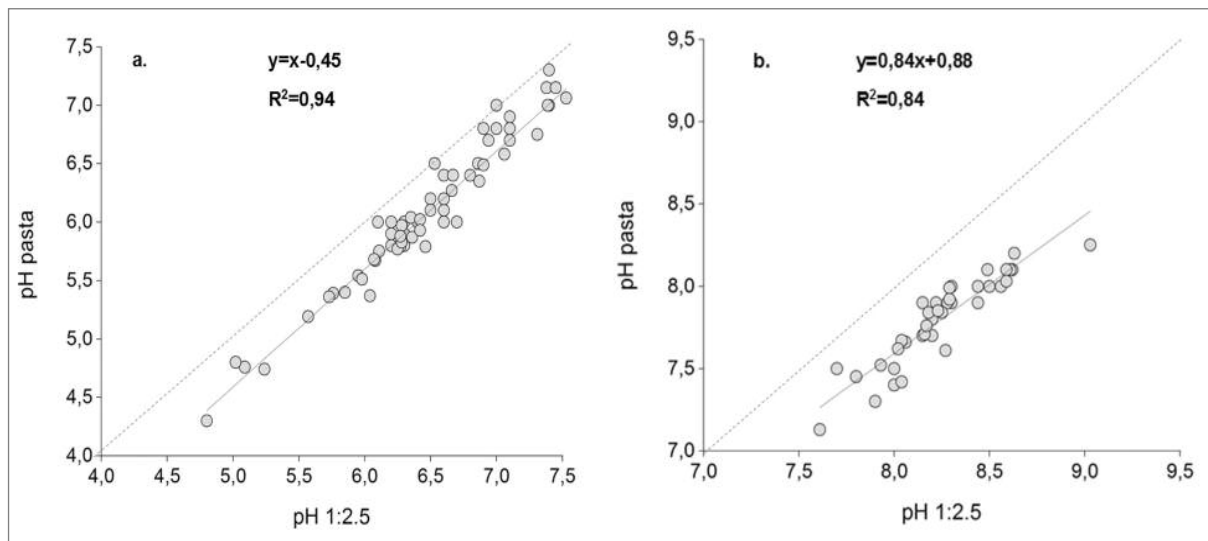 a.
y=x-0,45
R²=0,94
7,5
7,0
6,5
6,0
5,5
5,0
4,5
4,0
pH pasta
4,0 4,5 5,0 5,5 6,0 6,5 7,0 7,5
pH 1:2.5
b.
y=0,84x+0,88
R²=0,84
9,5
9,0
8,5
8,0
7,5
7,0
pH pasta
7,0 7,5 8,0 8,5 9,0 9,5
pH 1:2.5